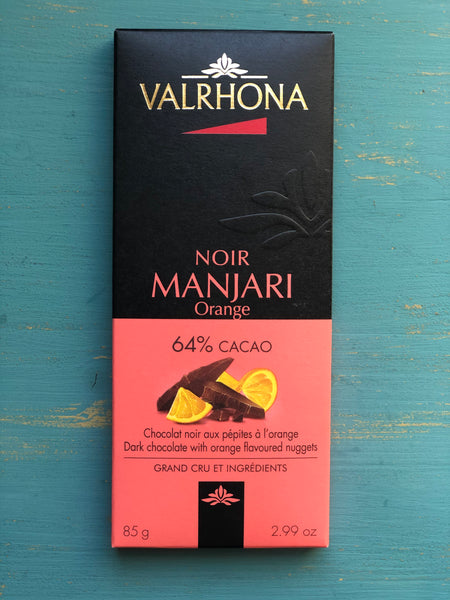 VALRHONA
NOIR
MANJARI
Orange
64% CACAO
Chocolat noir aux pépites à l'orange
Dark chocolate with orange flavoured nuggets
GRAND CRU ET INGRÉDIENTS
85 g 2.99 oz